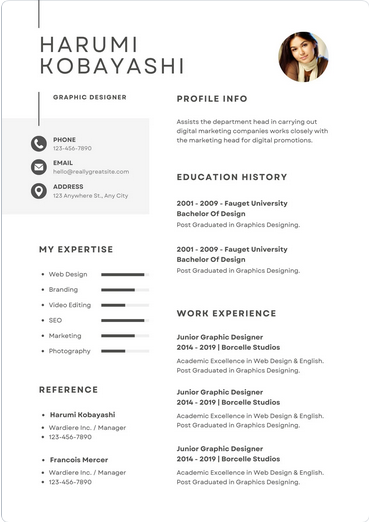 HARUMI
KOBAYASHI
GRAPHIC DESIGNER
PHONE
123-456-7890
EMAIL
hello@reallygreatsite.com
ADDRESS
123 Anywhere St., Any City
MY EXPERTISE
Web Design
Branding
Video Editing
SEO
Marketing
Photography
REFERENCE
Harumi Kobayashi
Wardiere Inc. / Manager
123-456-7890
Francois Mercer
Wardiere Inc. / Manager
123-456-7890
PROFILE INFO
Assists the department head in carrying out
digital marketing companies works closely with
the marketing head for digital promotions.
EDUCATION HISTORY
2001 - 2009 - Fauget University
Bachelor Of Design
Post Graduation in Graphics Designing.
2001 - 2009 - Fauget University
Bachelor Of Design
Post Graduation in Graphics Designing.
WORK EXPERIENCE
Junior Graphic Designer
2014 - 2019 | Borcelle Studios
Academic Excellence in Web Design & English.
Post Graduation in Graphics Designing.
Junior Graphic Designer
2014 - 2019 | Borcelle Studios
Academic Excellence in Web Design & English.
Post Graduation in Graphics Designing.
Junior Graphic Designer
2014 - 2019 | Borcelle Studios
Academic Excellence in Web Design & English.
Post Graduation in Graphics Designing.